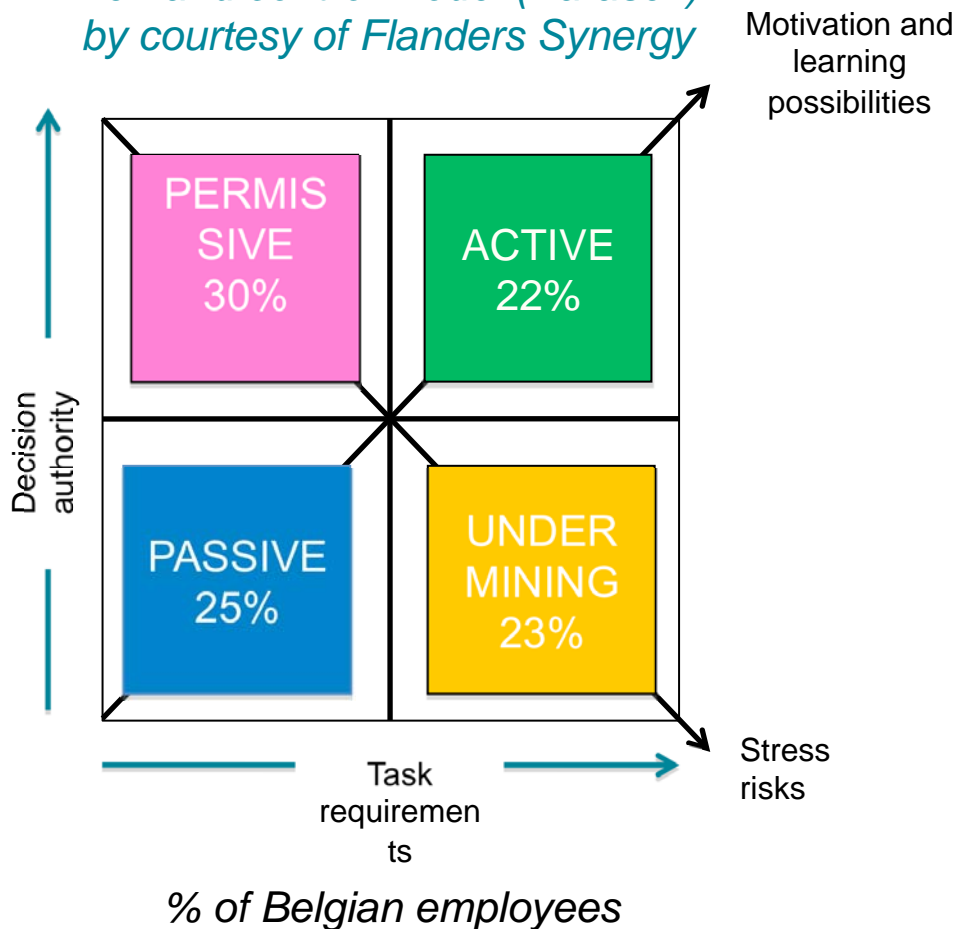 by courtesy of Flanders Synergy
Motivation and
learning
possibilities
PERMIS
SIVE
30%
ACTIVE
22%
Decision
authority
PASSIVE
25%
UNDER
MINING
23%
Stress
risks
Task
requiremen
ts
% of Belgian employees